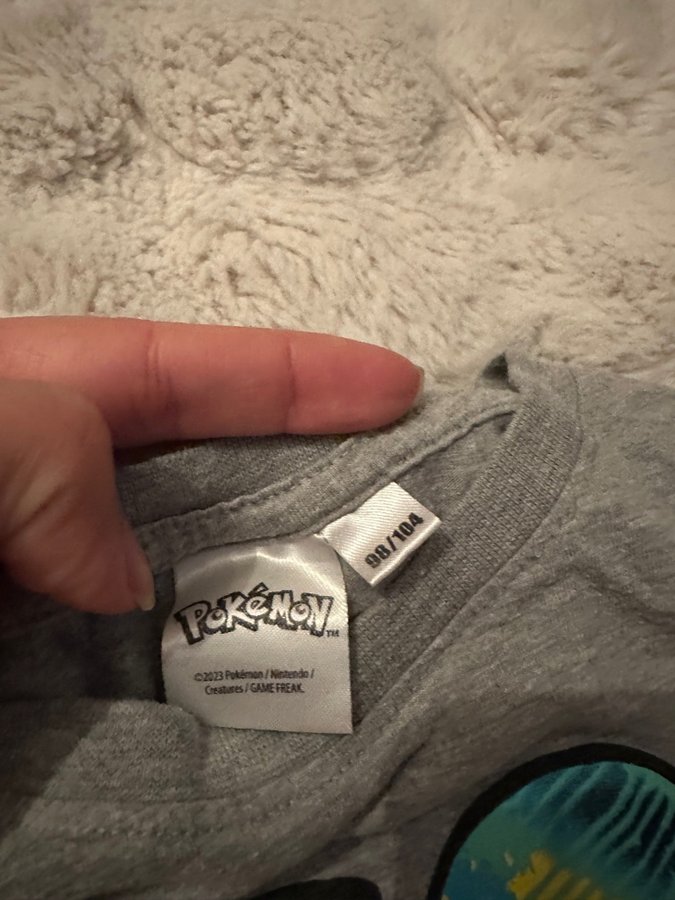 98/104
POKéMON™
©2023 Pokémon / Nintendo /
Creatures / GAME FREAK.